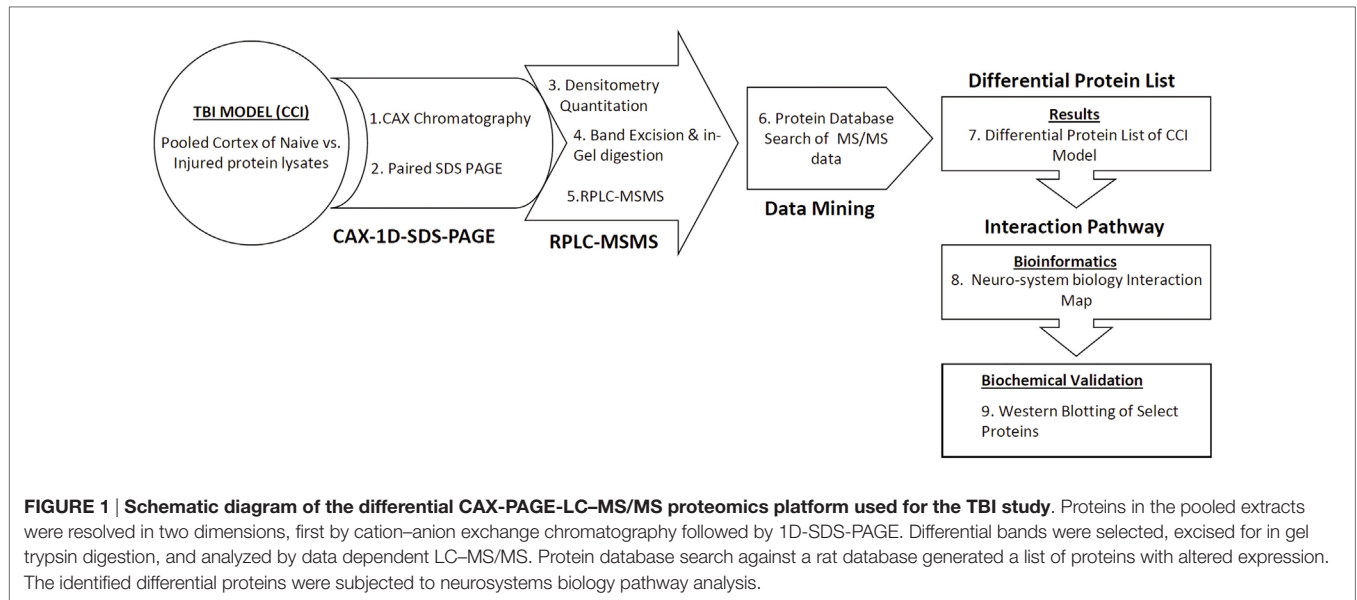 TBI MODEL (CCI)
Pooled Cortex of Naive vs.
Injured protein lysates
1.CAX Chromatography
2. Paired SDS PAGE
CAX-1D-SDS-PAGE
3. Densitometry
Quantitation
4. Band Excision & in-
Gel digestion
5.RPLC-MSMS
RPLC-MSMS
6. Protein Database
Search of MS/MS
data
Data Mining
Differential Protein List
Results
7. Differential Protein List of CCI
Model
Interaction Pathway
Bioinformatics
8. Neuro-system biology Interaction
Map
Biochemical Validation
9. Western Blotting of Select
Proteins
FIGURE 1 | Schematic diagram of the differential CAX-PAGE-LC–MS/MS proteomics platform used for the TBI study. Proteins in the pooled extracts
were resolved in two dimensions, first by cation–anion exchange chromatography followed by 1D-SDS-PAGE. Differential bands were selected, excised for in gel
trypsin digestion, and analyzed by data dependent LC–MS/MS. Protein database search against a rat database generated a list of proteins with altered expression.
The identified differential proteins were subjected to neurosystems biology pathway analysis.